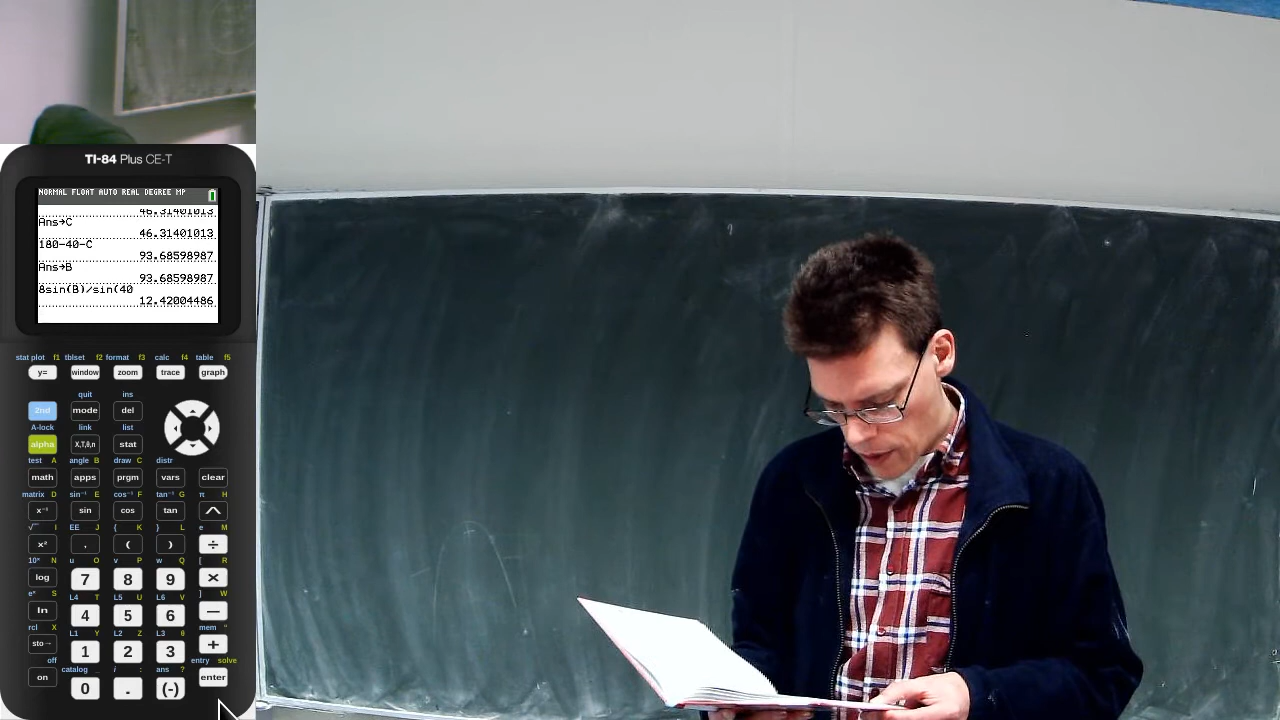 TI-84 Plus CE-T
NORMAL FLOAT AUTO REAL DEGREE MP
46.31401013
Ans→C
46.31401013
180-40-C
93.68598987
Ans→B
93.68598987
8sin(B)/sin(40
12.42004486
stat plot f1 tblset f2 format f3 calc f4 table f5
y= window zoom trace graph
quit ins
2nd mode del
A-lock link list
alpha X,T,θ,n stat
test A angle B draw C distr
math apps prgm vars clear
matrix D sin⁻¹ E cos⁻¹ F tan⁻¹ G π H
x⁻¹ sin cos tan ^
√‾ I EE J { K } L e M
x² , ( ) ÷
10ˣ N u O v P w Q [ R
log 7 8 9 ×
eˣ S L4 T L5 U L6 V ] W
ln 4 5 6 −
rcl X L1 Y L2 Z L3 θ mem "
sto→ 1 2 3 +
off catalog _ i : ans ? entry solve
on 0 . (-) enter